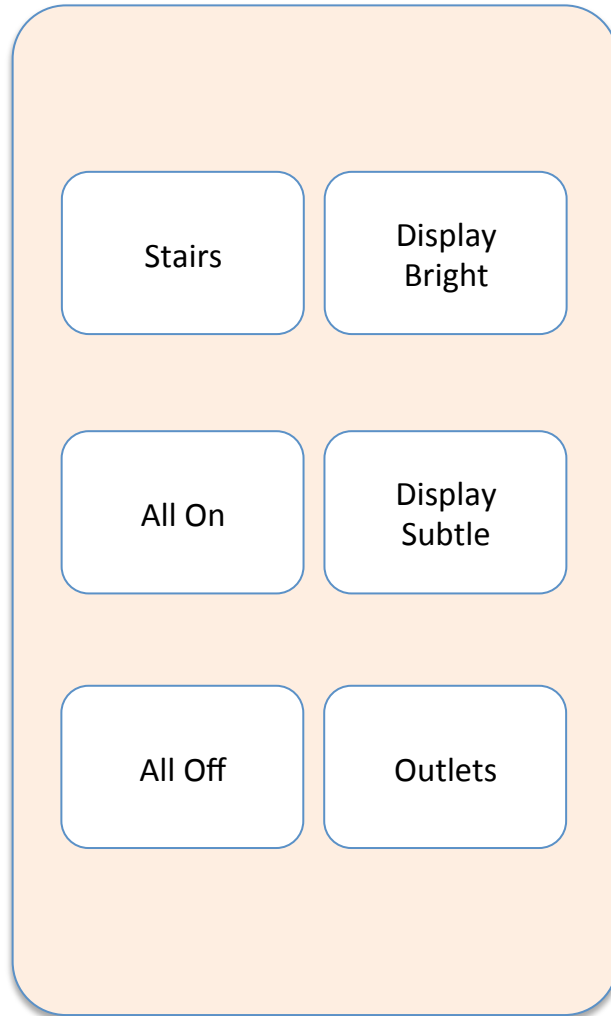 Stairs
Display
Bright
All On
Display
Subtle
All Off
Outlets